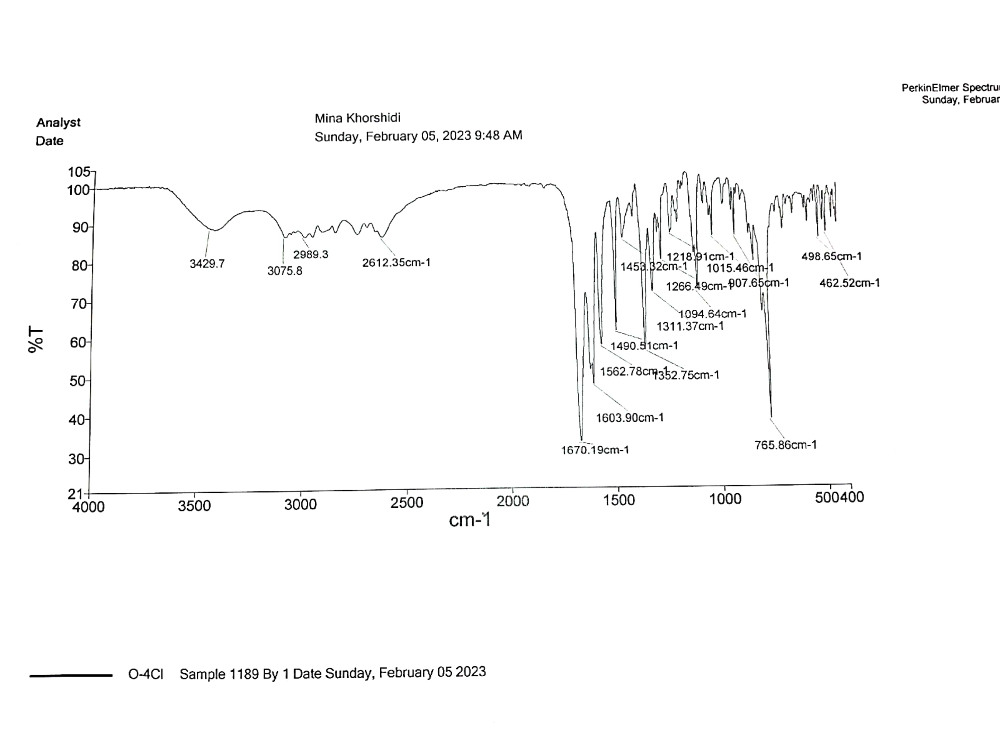 PerkinElmer Spectru
Sunday, Februar
Analyst
Mina Khorshidi
Date
Sunday, February 05, 2023 9:48 AM
105
100
90
80
70
60
50
40
30
21
%T
3429.7
3075.8
2989.3
2612.35cm-1
1670.19cm-1
1603.90cm-1
1562.78cm-1
1352.75cm-1
1490.51cm-1
1311.37cm-1
1094.64cm-1
1266.49cm-1
907.65cm-1
1453.32cm-1
1015.46cm-1
1218.91cm-1
765.86cm-1
498.65cm-1
462.52cm-1
4000 3500 3000 2500 2000 1500 1000 500400
cm-1
O-4Cl Sample 1189 By 1 Date Sunday, February 05 2023